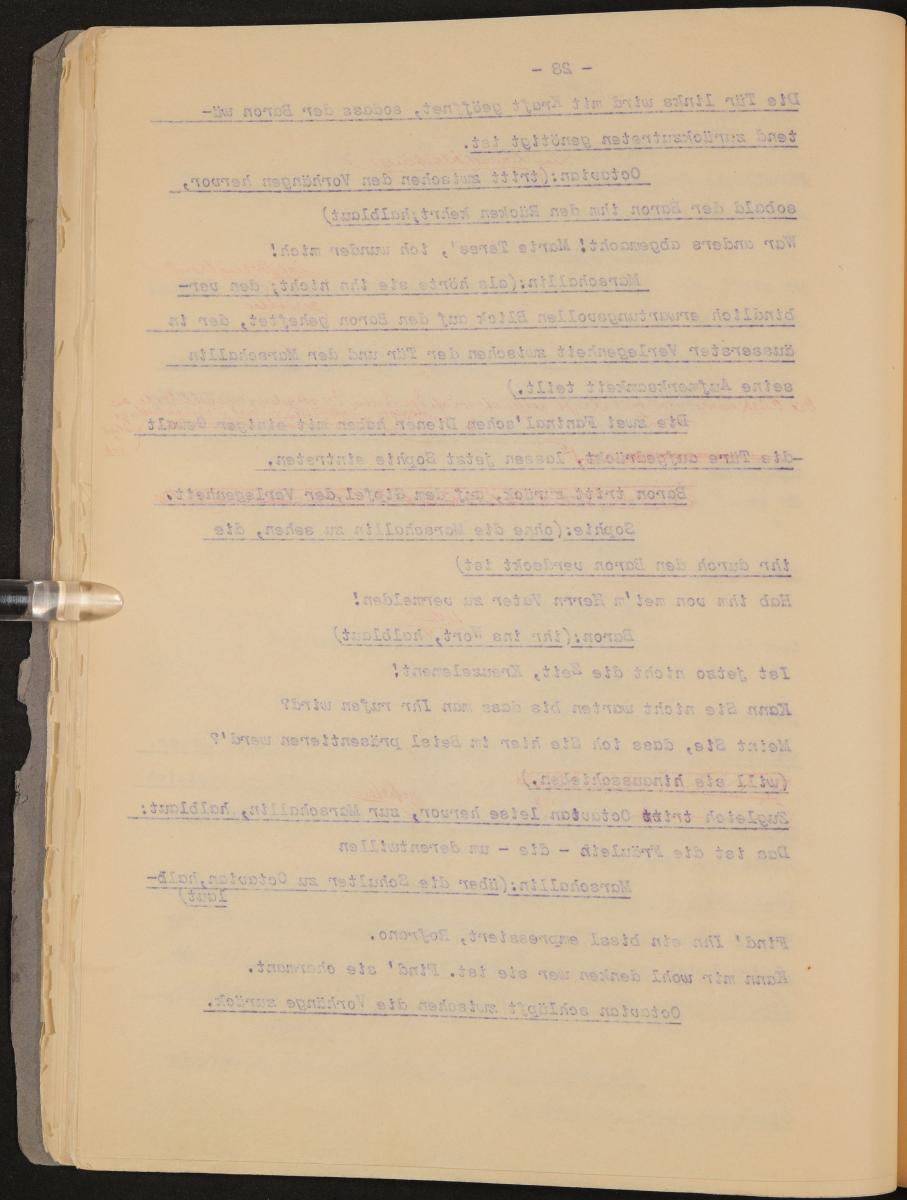 - 28 -
Die Tür links wird mit Kraft geöffnet, sodass der Baron wü-
tend zurückzutreten genötigt ist.
Octavian:(tritt zwischen den Vorhängen hervor,
sobald der Baron ihm den Rücken kehrt;halblaut)
War anders abgemacht! Marie Teres', ich wunder mich!
Marschallin:(als hörte sie ihn nicht; den ver-
bindlich erwartungsvollen Blick auf den Baron geheftet, der in
äusserster Verlegenheit zwischen der Tür und der Marschallin
seine Aufmerksamkeit teilt.)
Die zwei Faninal'schen Diener haben mit einiger Gewalt
die Türe aufgedrückt, lassen jetzt Sophie eintreten.
Baron tritt zurück, auf dem Gipfel der Verlegenheit.
Sophie:(ohne die Marschallin zu sehen, die
ihr durch den Baron verdeckt ist)
Hab ihm von mei'm Herrn Vater zu vermelden!
Baron:(ihr ins Wort, halblaut)
Ist jetzo nicht die Zeit, Kreuzelement!
Kann Sie nicht warten bis dass man Ihr rufen wird?
Meint Sie, dass ich Sie hier im Beisl präsentieren werd'?
(will sie hinausschieben.)
Zugleich tritt Octavian leise hervor, zur Marschallin, halblaut:
Das ist die Fräulein - die - um derentwillen
Marschallin:(über die Schulter zu Octavian,halb-
laut)
Find' Ihn ein bissl empressiert, Rofrano.
Kann mir wohl denken wer sie ist. Find' sie charmant.
Octavian schlüpft zwischen die Vorhänge zurück.